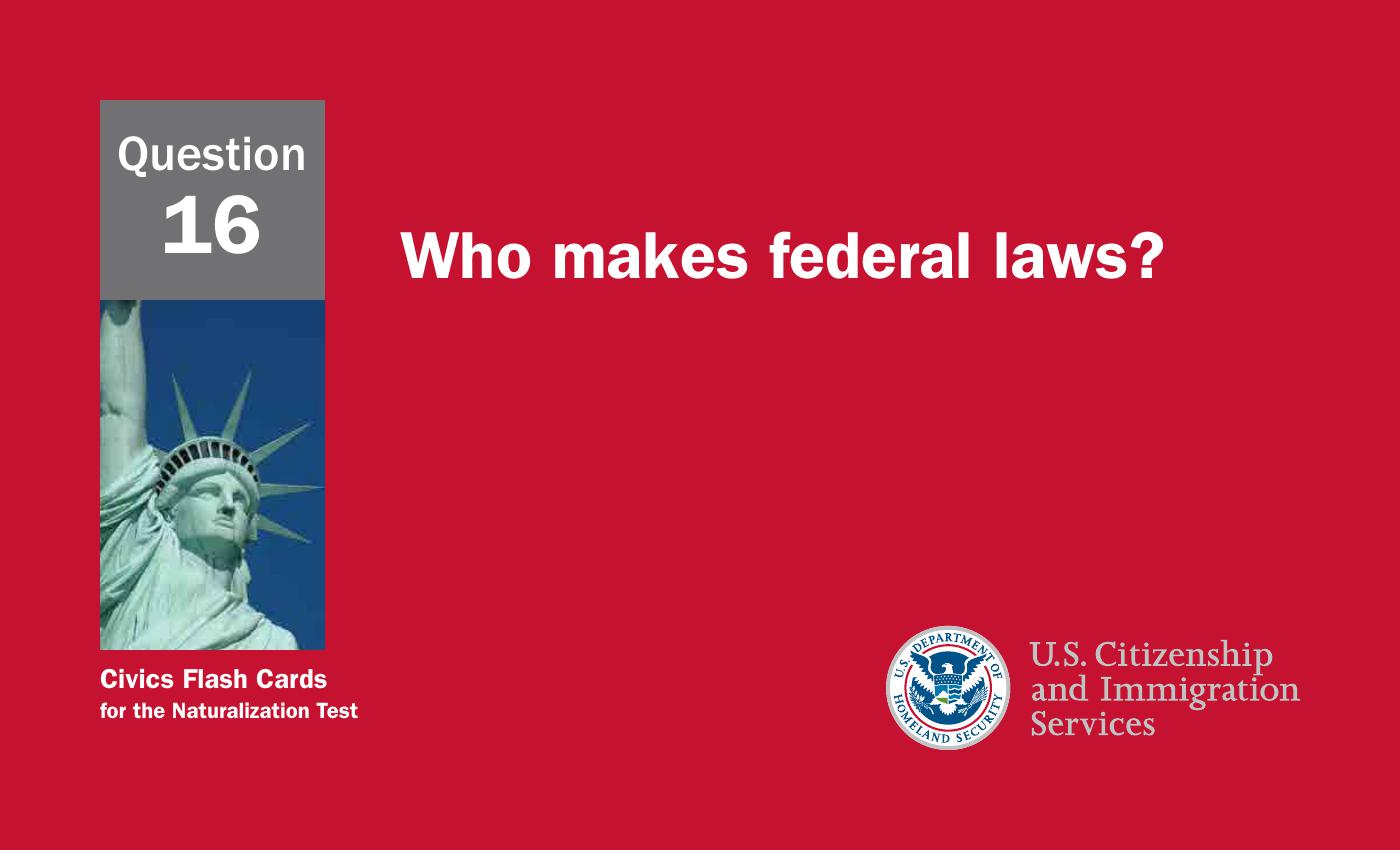 Question
16
Who makes federal laws?
Civics Flash Cards
for the Naturalization Test
U.S. DEPARTMENT OF
HOMELAND SECURITY
U.S. Citizenship
and Immigration
Services